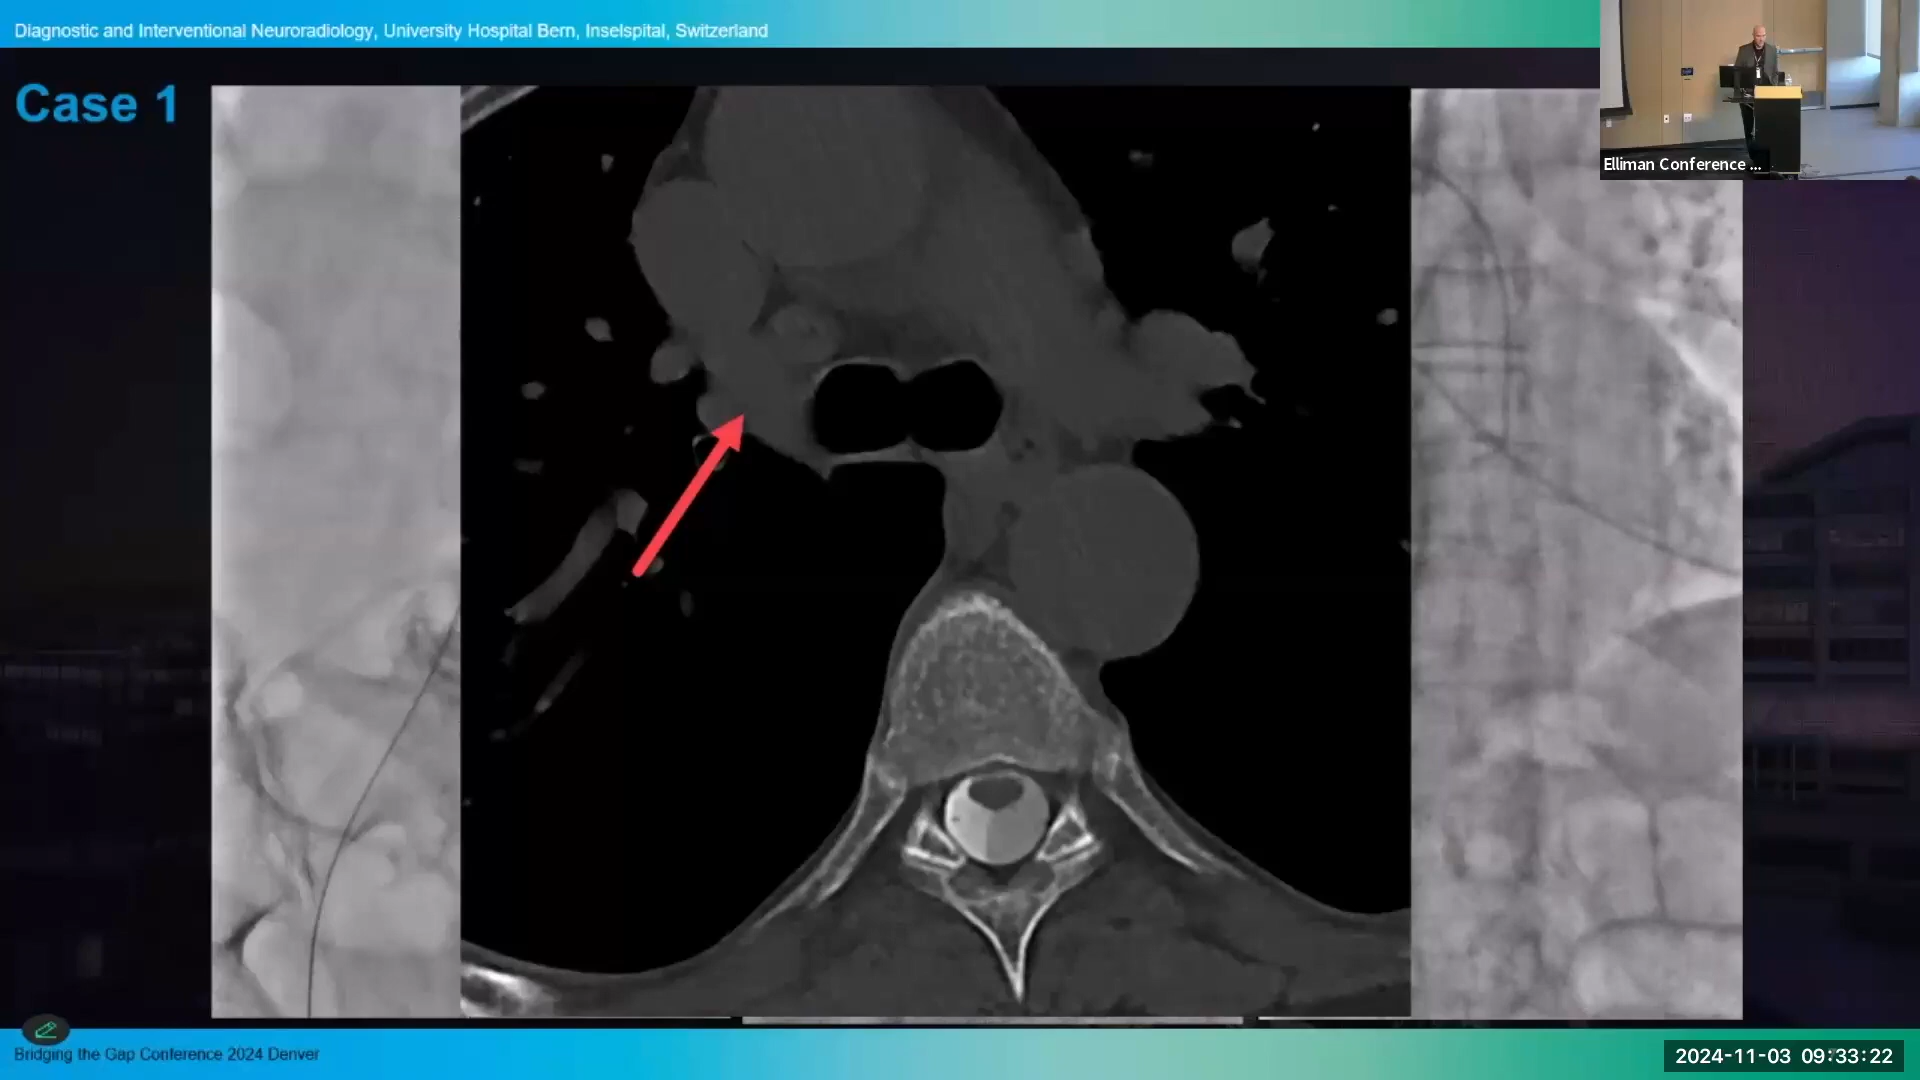 Diagnostic and Interventional Neuroradiology, University Hospital Bern, Inselspital, Switzerland
Case 1
Elliman Conference ...
Bridging the Gap Conference 2024 Denver
2024-11-03 09:33:22